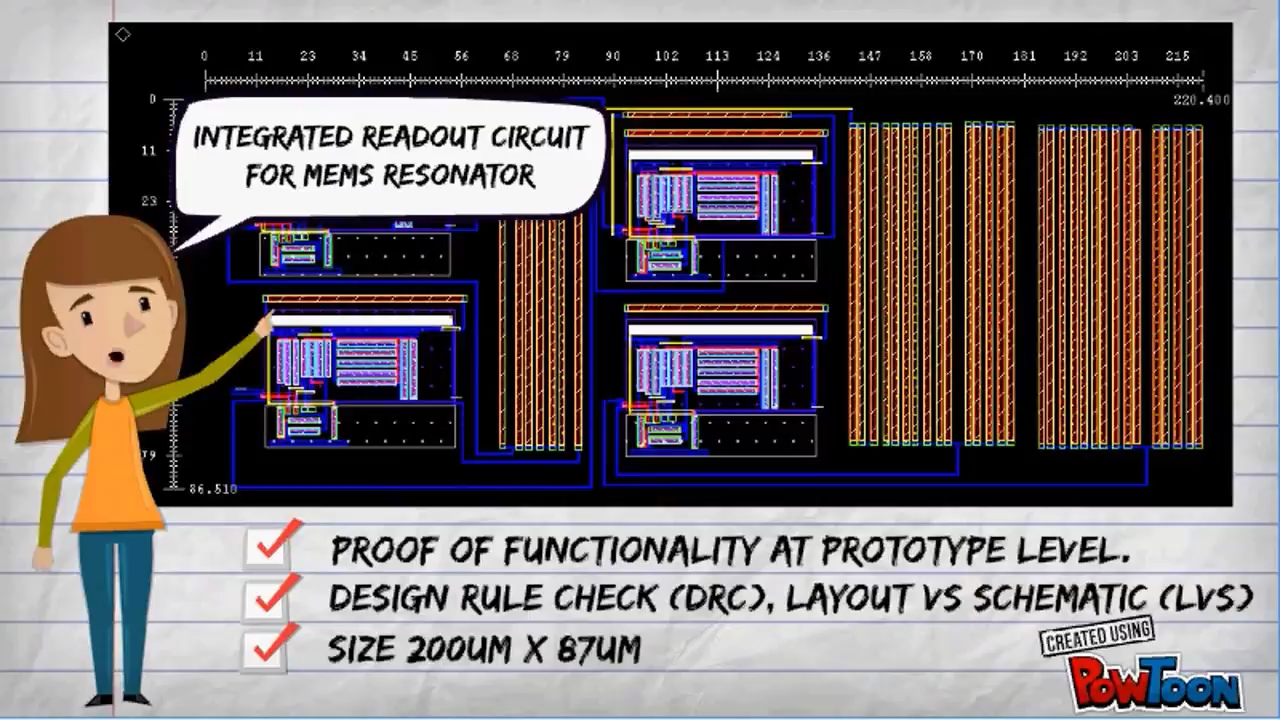 0 11 23 34 45 56 68 79 90 102 113 124 136 147 158 170 181 192 203 215
220.400
0
INTEGRATED READOUT CIRCUIT
FOR MEMS RESONATOR
11
23
79
86.510
PROOF OF FUNCTIONALITY AT PROTOTYPE LEVEL.
DESIGN RULE CHECK (DRC), LAYOUT VS SCHEMATIC (LVS)
SIZE 200UM X 87UM
CREATED USING
POWTOON